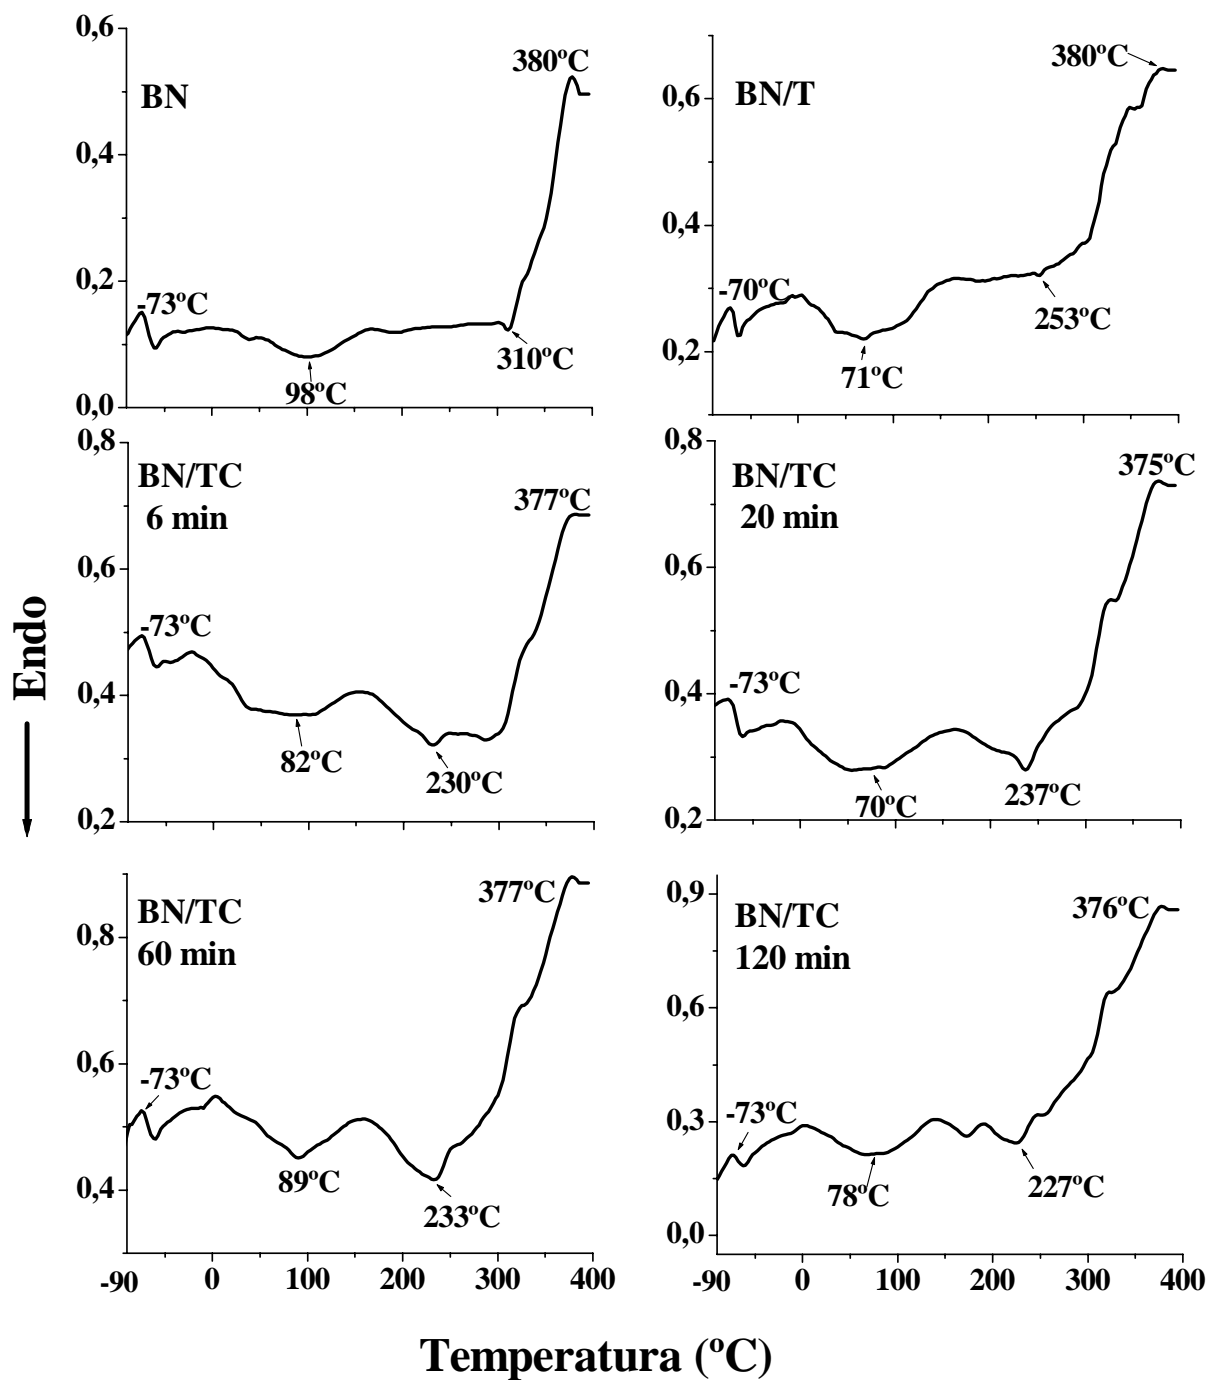 0,6
0,4
0,2
0,0
BN
-73ºC
98ºC
310ºC
380ºC
0,6
0,4
0,2
BN/T
-70ºC
71ºC
253ºC
380ºC
0,8
0,6
0,4
0,2
BN/TC
6 min
-73ºC
82ºC
230ºC
377ºC
0,8
0,6
0,4
0,2
BN/TC
20 min
-73ºC
70ºC
237ºC
375ºC
0,8
0,6
0,4
BN/TC
60 min
-73ºC
89ºC
233ºC
377ºC
-90 0 100 200 300 400
0,9
0,6
0,3
0,0
BN/TC
120 min
-73ºC
78ºC
227ºC
376ºC
-90 0 100 200 300 400
Endo
Temperatura (ºC)